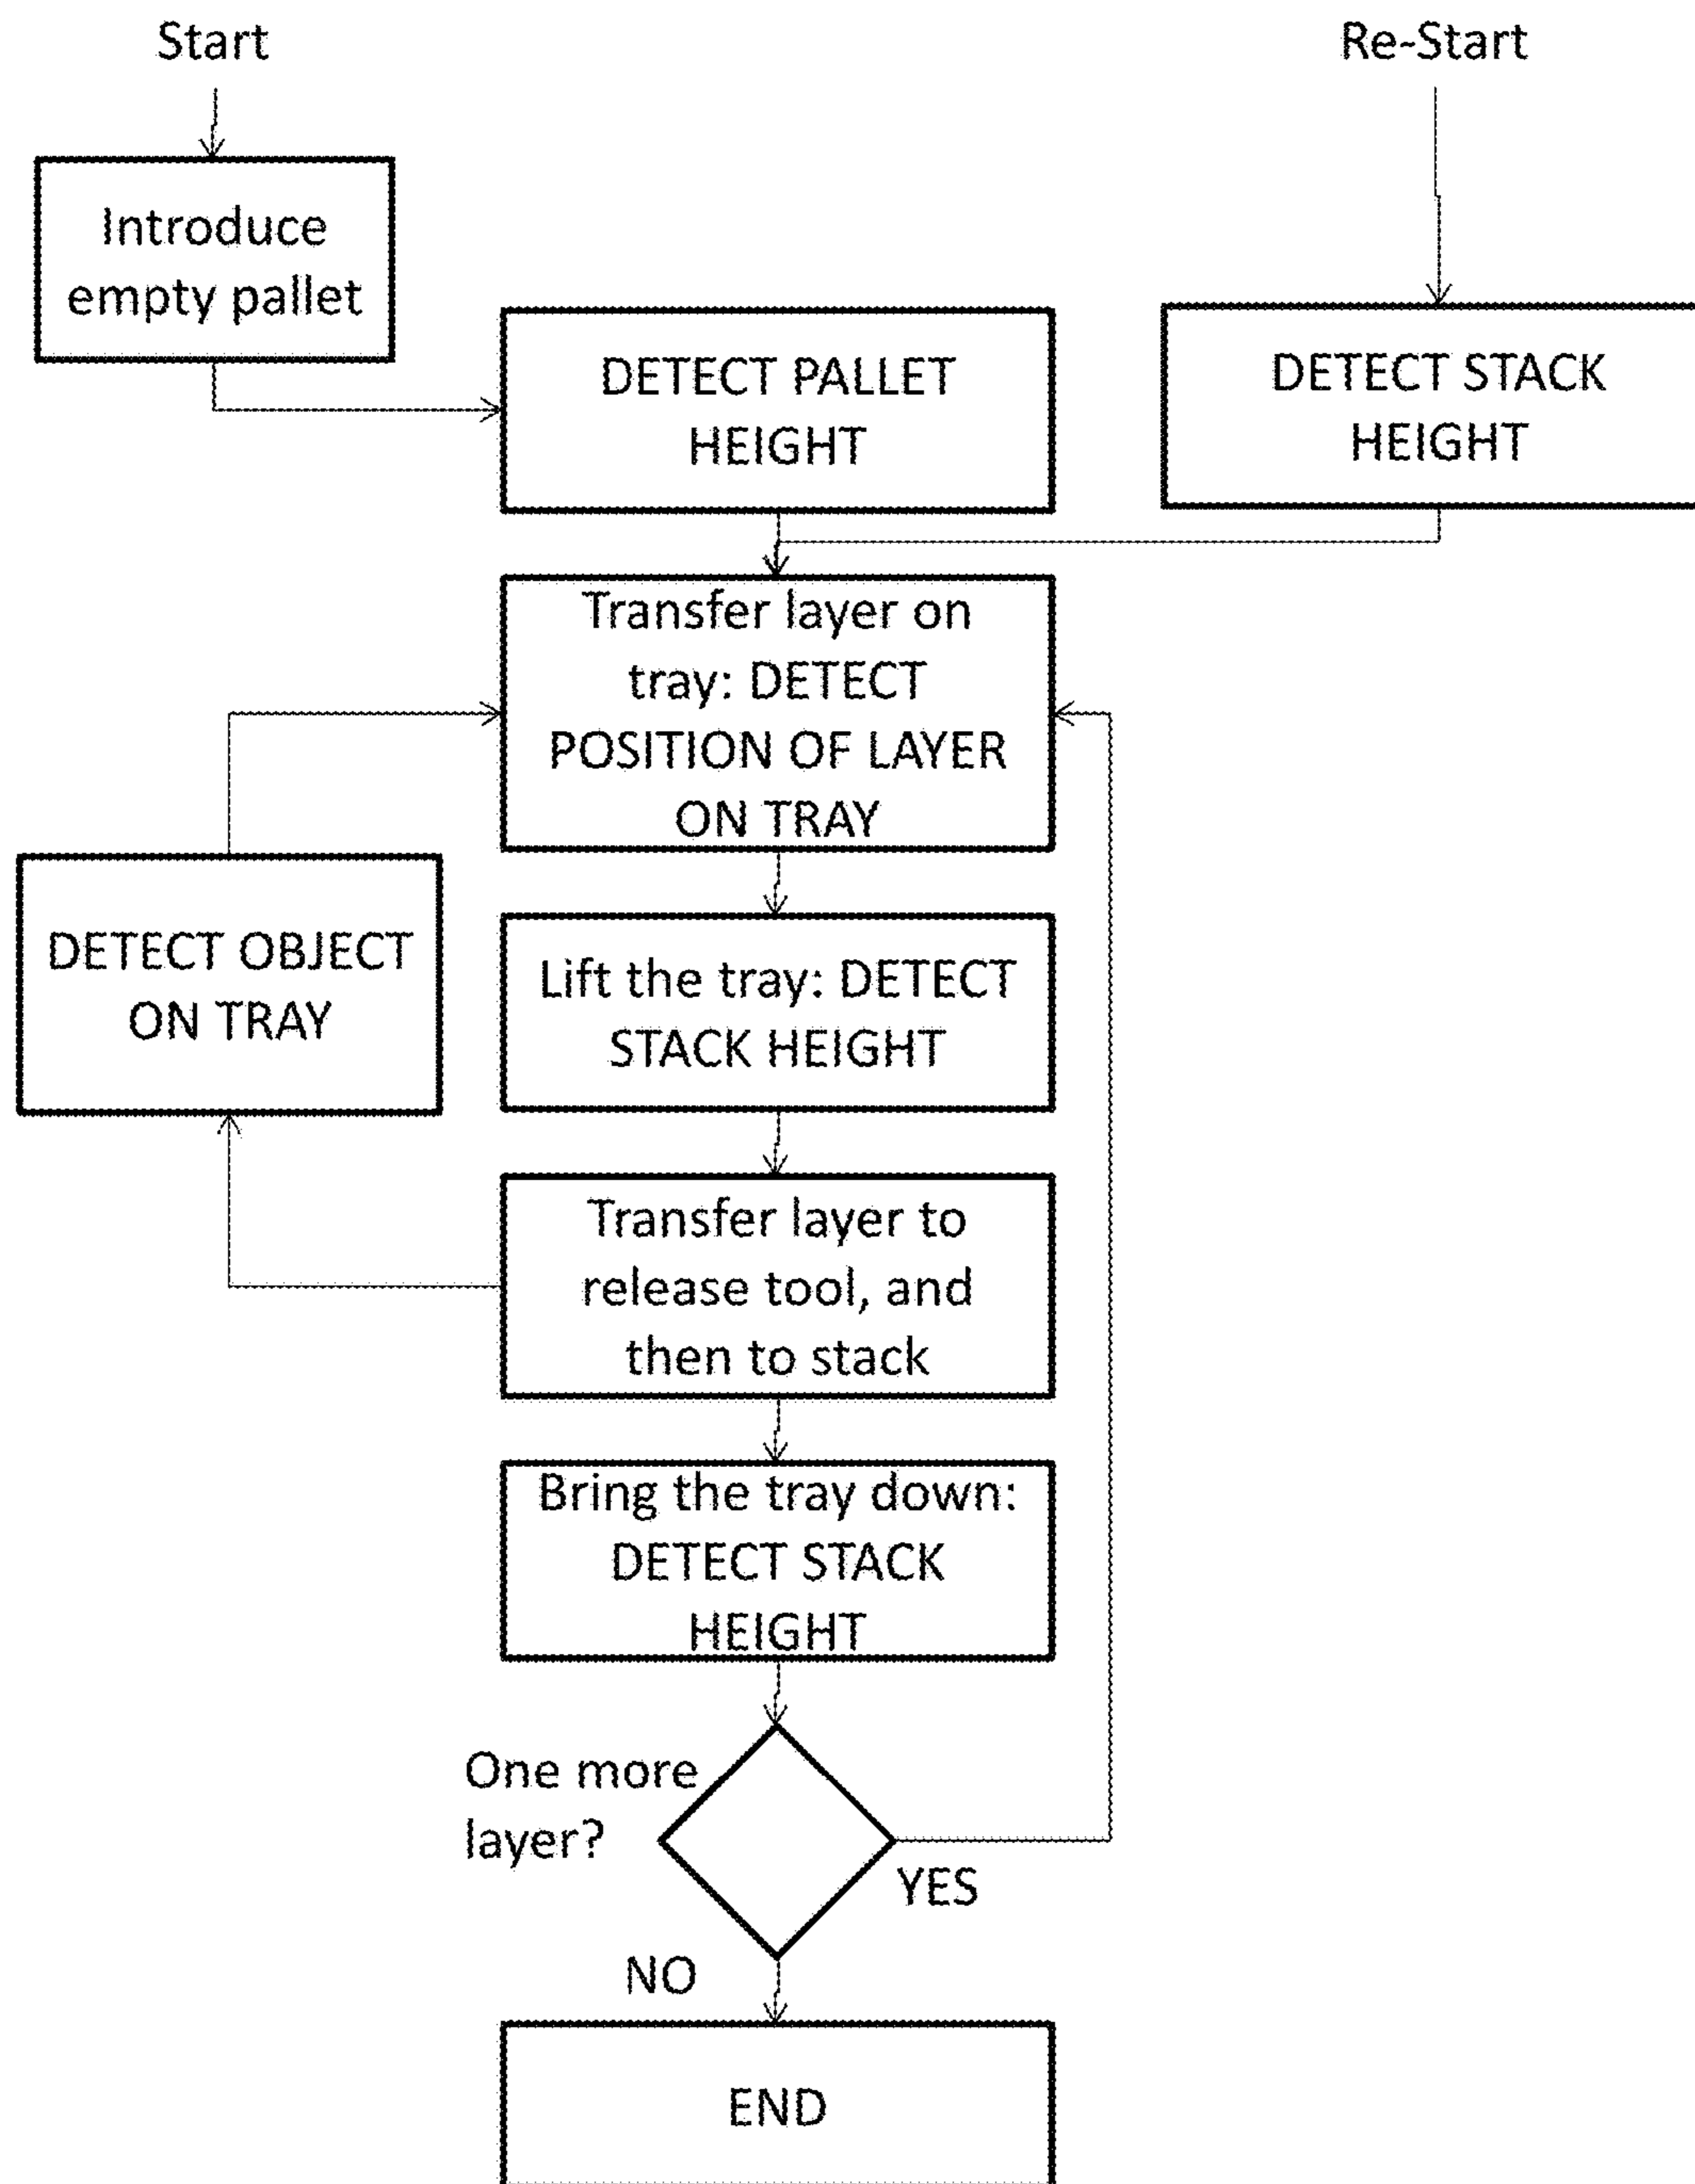 Start
Re-Start
Introduce
empty pallet
DETECT PALLET
HEIGHT
DETECT STACK
HEIGHT
Transfer layer on
tray: DETECT
POSITION OF LAYER
ON TRAY
DETECT OBJECT
ON TRAY
Lift the tray: DETECT
STACK HEIGHT
Transfer layer to
release tool, and
then to stack
Bring the tray down:
DETECT STACK
HEIGHT
One more
layer?
YES
NO
END